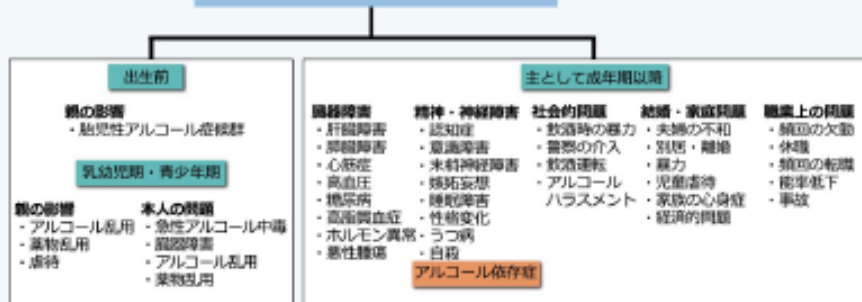 出生前
親の影響
・胎児性アルコール症候群
乳幼児期・青少年期
親の影響
・アルコール乱用
・薬物乱用
・虐待
本人の問題
・急性アルコール中毒
・臓器障害
・アルコール乱用
・薬物乱用
主として成年期以降
臓器障害
・肝臓障害
・膵臓障害
・心筋症
・高血圧
・糖尿病
・高脂質血症
・ホルモン異常
・悪性腫瘍
精神・神経障害
・認知症
・意識障害
・末梢神経障害
・嫉妬妄想
・睡眠障害
・性格変化
・うつ病
・自殺
アルコール依存症
社会的問題
・飲酒時の暴力
・警察の介入
・飲酒運転
・アルコール
ハラスメント
結婚・家庭問題
・夫婦の不和
・別居・離婚
・暴力
・児童虐待
・家族の心身症
・経済的問題
職業上の問題
・頻回の欠勤
・休職
・頻回の転職
・能率低下
・事故